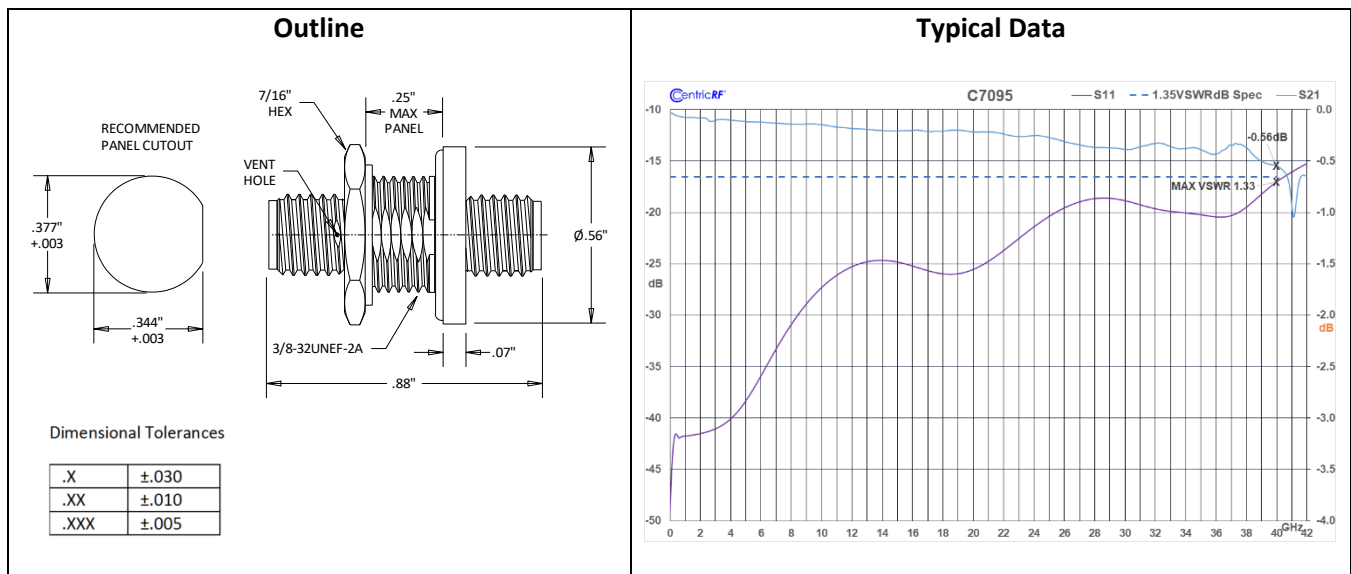 Outline
7/16"
HEX
.25"
MAX
PANEL
RECOMMENDED
PANEL CUTOUT
VENT
HOLE
.377"
+.003
Ø.56"
.344"
+.003
3/8-32UNEF-2A
.07"
.88"
Dimensional Tolerances
.X ±.030
.XX ±.010
.XXX ±.005
Typical Data
CentricRF
C7095
S11
1.35VSWRdB Spec
S21
-10
-15
-20
-25
dB
-30
-35
-40
-45
-50
0.0
-0.5
-1.0
-1.5
-2.0
dB
-2.5
-3.0
-3.5
-4.0
-0.56dB
MAX VSWR 1.33
0 2 4 6 8 10 12 14 16 18 20 22 24 26 28 30 32 34 36 38 40 GHz 42